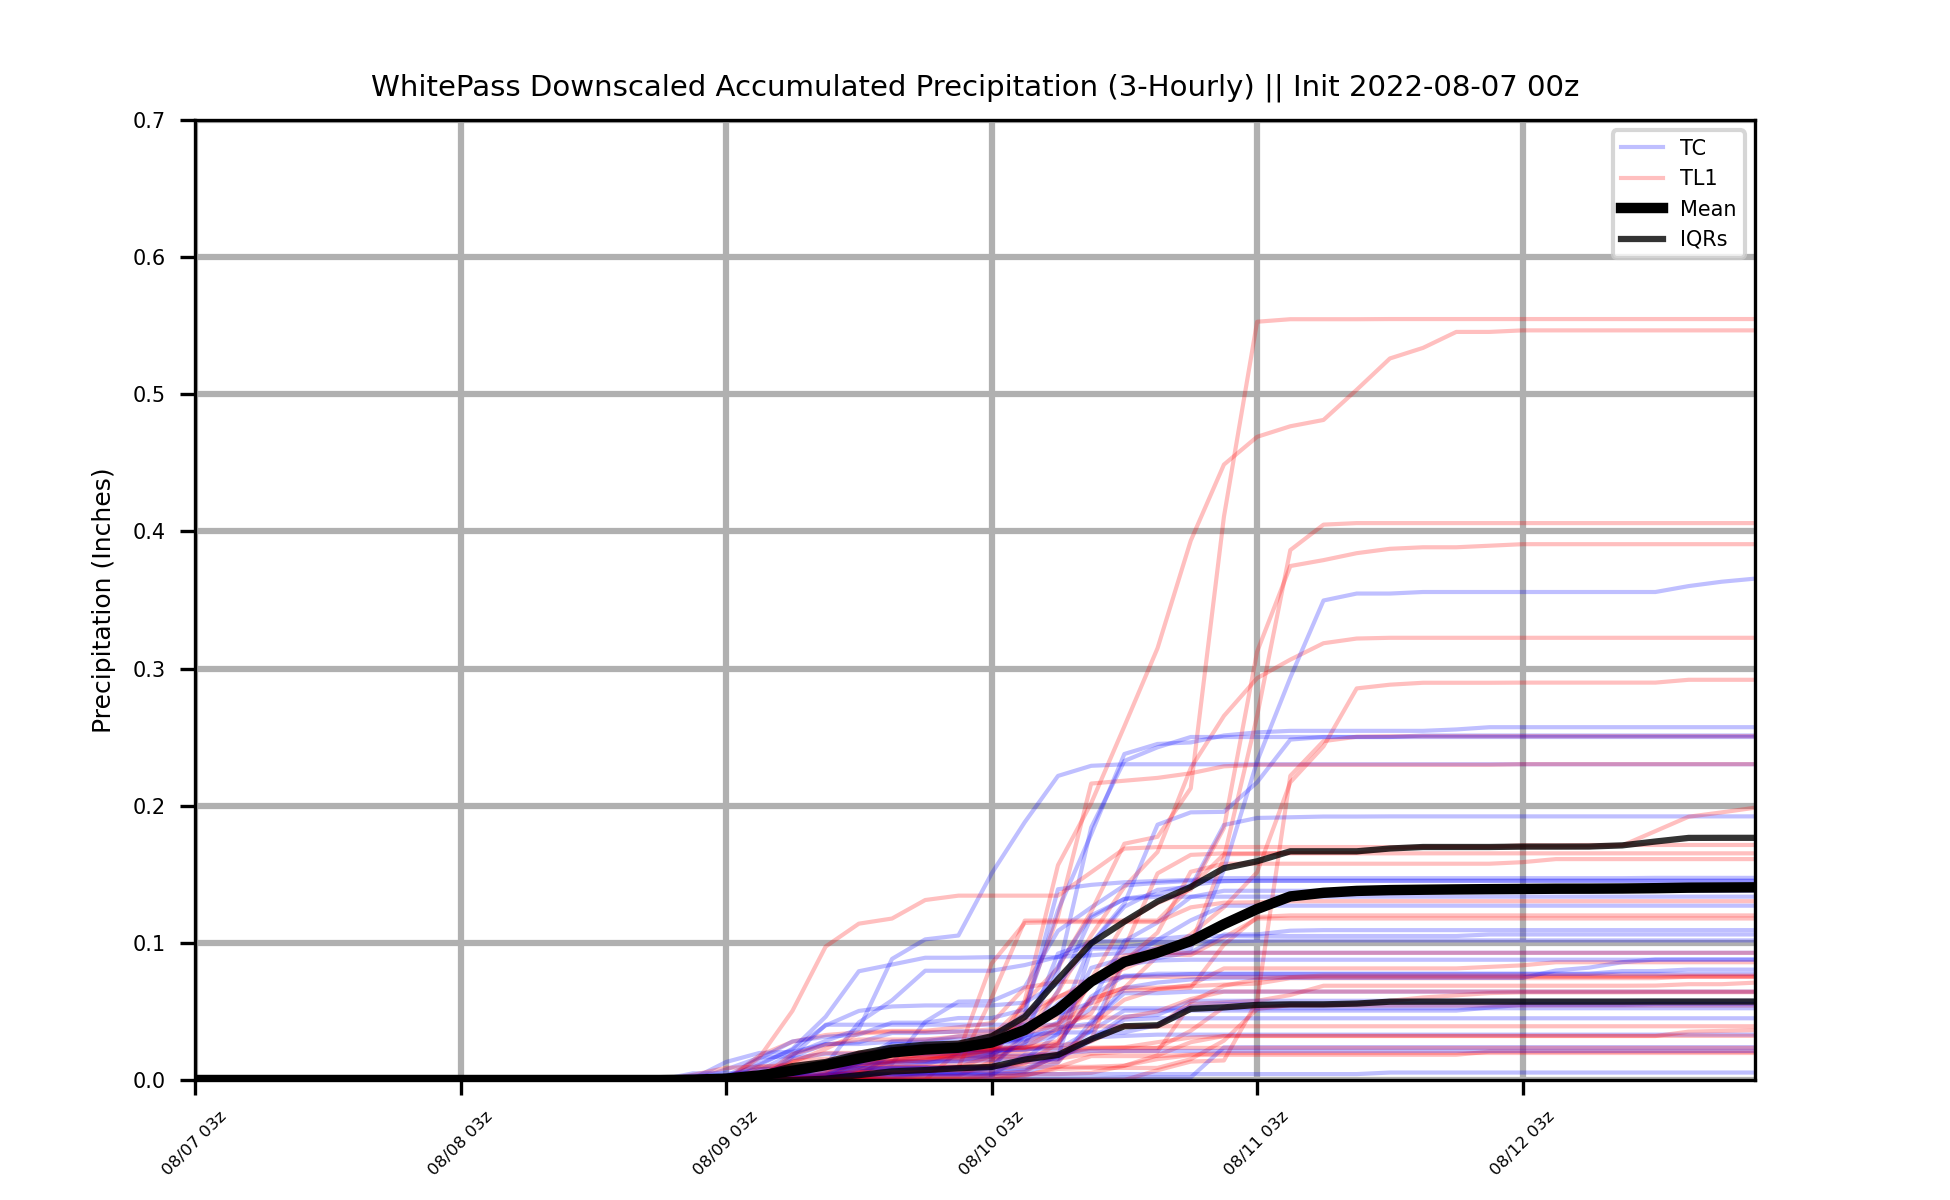 WhitePass Downscaled Accumulated Precipitation (3-Hourly) || Init 2022-08-07 00z
TC
TL1
Mean
IQRs
Precipitation (Inches)
0.7
0.6
0.5
0.4
0.3
0.2
0.1
0.0
08/07 03z
08/08 03z
08/09 03z
08/10 03z
08/11 03z
08/12 03z